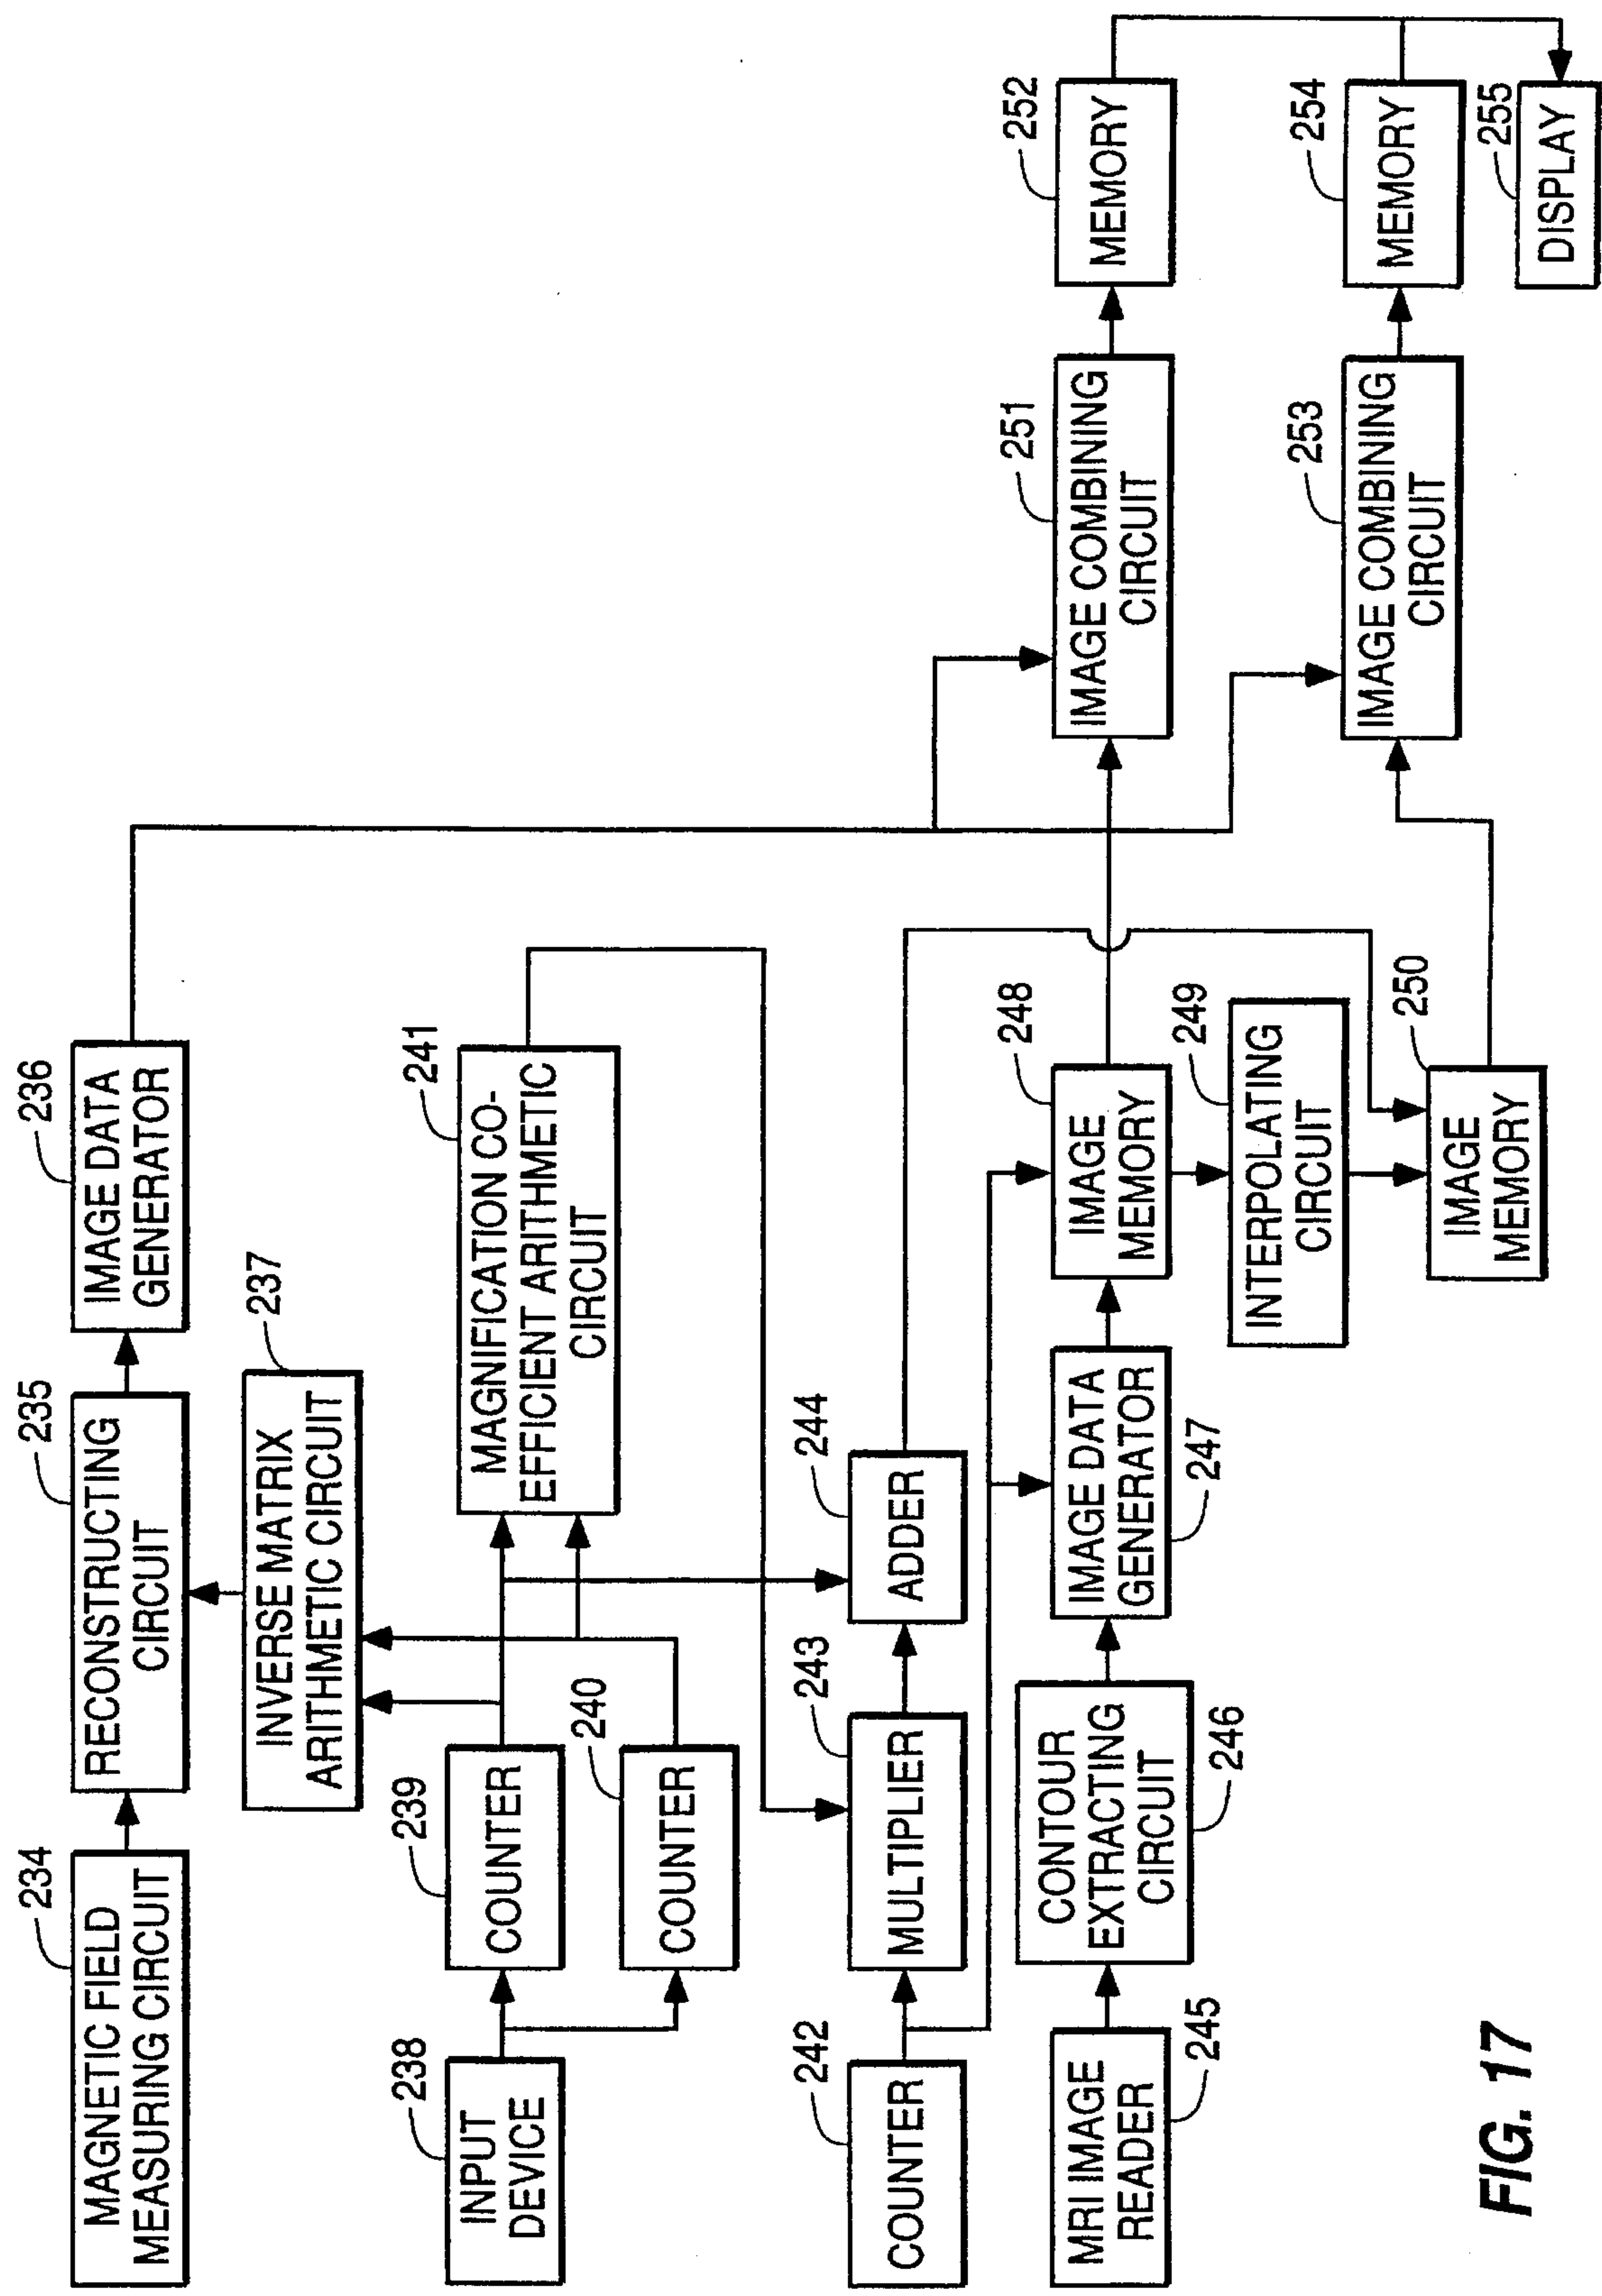 234
MAGNETIC FIELD
MEASURING CIRCUIT
235
RECONSTRUCTING
CIRCUIT
236
IMAGE DATA
GENERATOR
237
INVERSE MATRIX
ARITHMETIC CIRCUIT
238
INPUT
DEVICE
239
COUNTER
240
COUNTER
241
MAGNIFICATION CO-
EFFICIENT ARITHMETIC
CIRCUIT
242
COUNTER
243
MULTIPLIER
244
ADDER
MRI IMAGE
READER
245
CONTOUR
EXTRACTING
CIRCUIT
246
IMAGE DATA
GENERATOR
247
248
IMAGE
MEMORY
249
INTERPOLATING
CIRCUIT
250
IMAGE
MEMORY
251
IMAGE COMBINING
CIRCUIT
252
MEMORY
253
IMAGE COMBINING
CIRCUIT
254
MEMORY
255
DISPLAY
FIG. 17